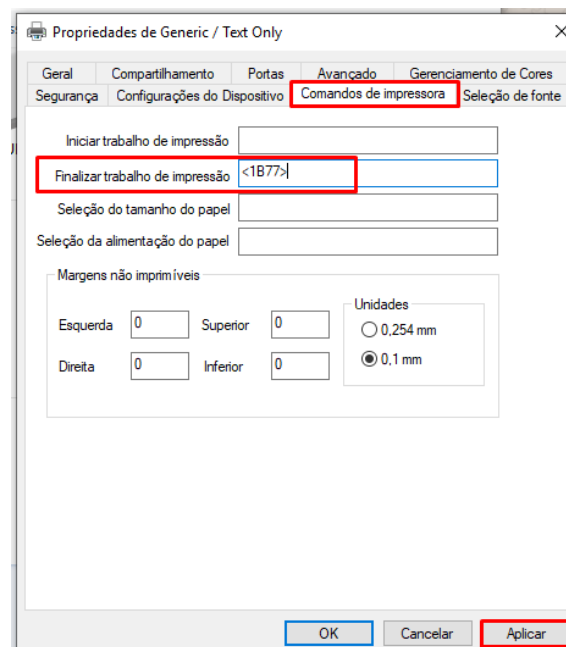 Propriedades de Generic / Text Only
Geral Compartilhamento Portas Avançado Gerenciamento de Cores
Segurança Configurações do Dispositivo Comandos de impressora Seleção de fonte
Iniciar trabalho de impressão
Finalizar trabalho de impressão <1B77>
Seleção do tamanho do papel
Seleção da alimentação do papel
Margens não imprimíveis
Unidades
Esquerda 0 Superior 0 0,254 mm
Direita 0 Inferior 0 0,1 mm
OK Cancelar Aplicar